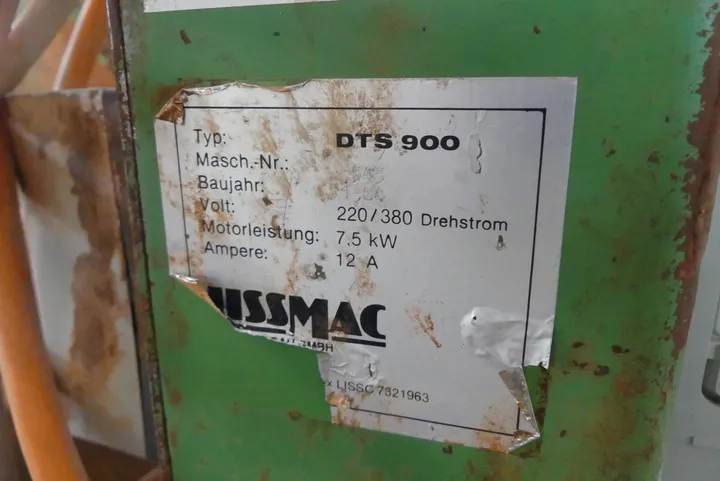 Typ: DTS 900
Masch.-Nr.:
Baujahr:
Volt: 220/380 Drehstrom
Motorleistung: 7,5 kW
Ampere: 12 A
LISSMAC
GMBH
LISSC 7321963